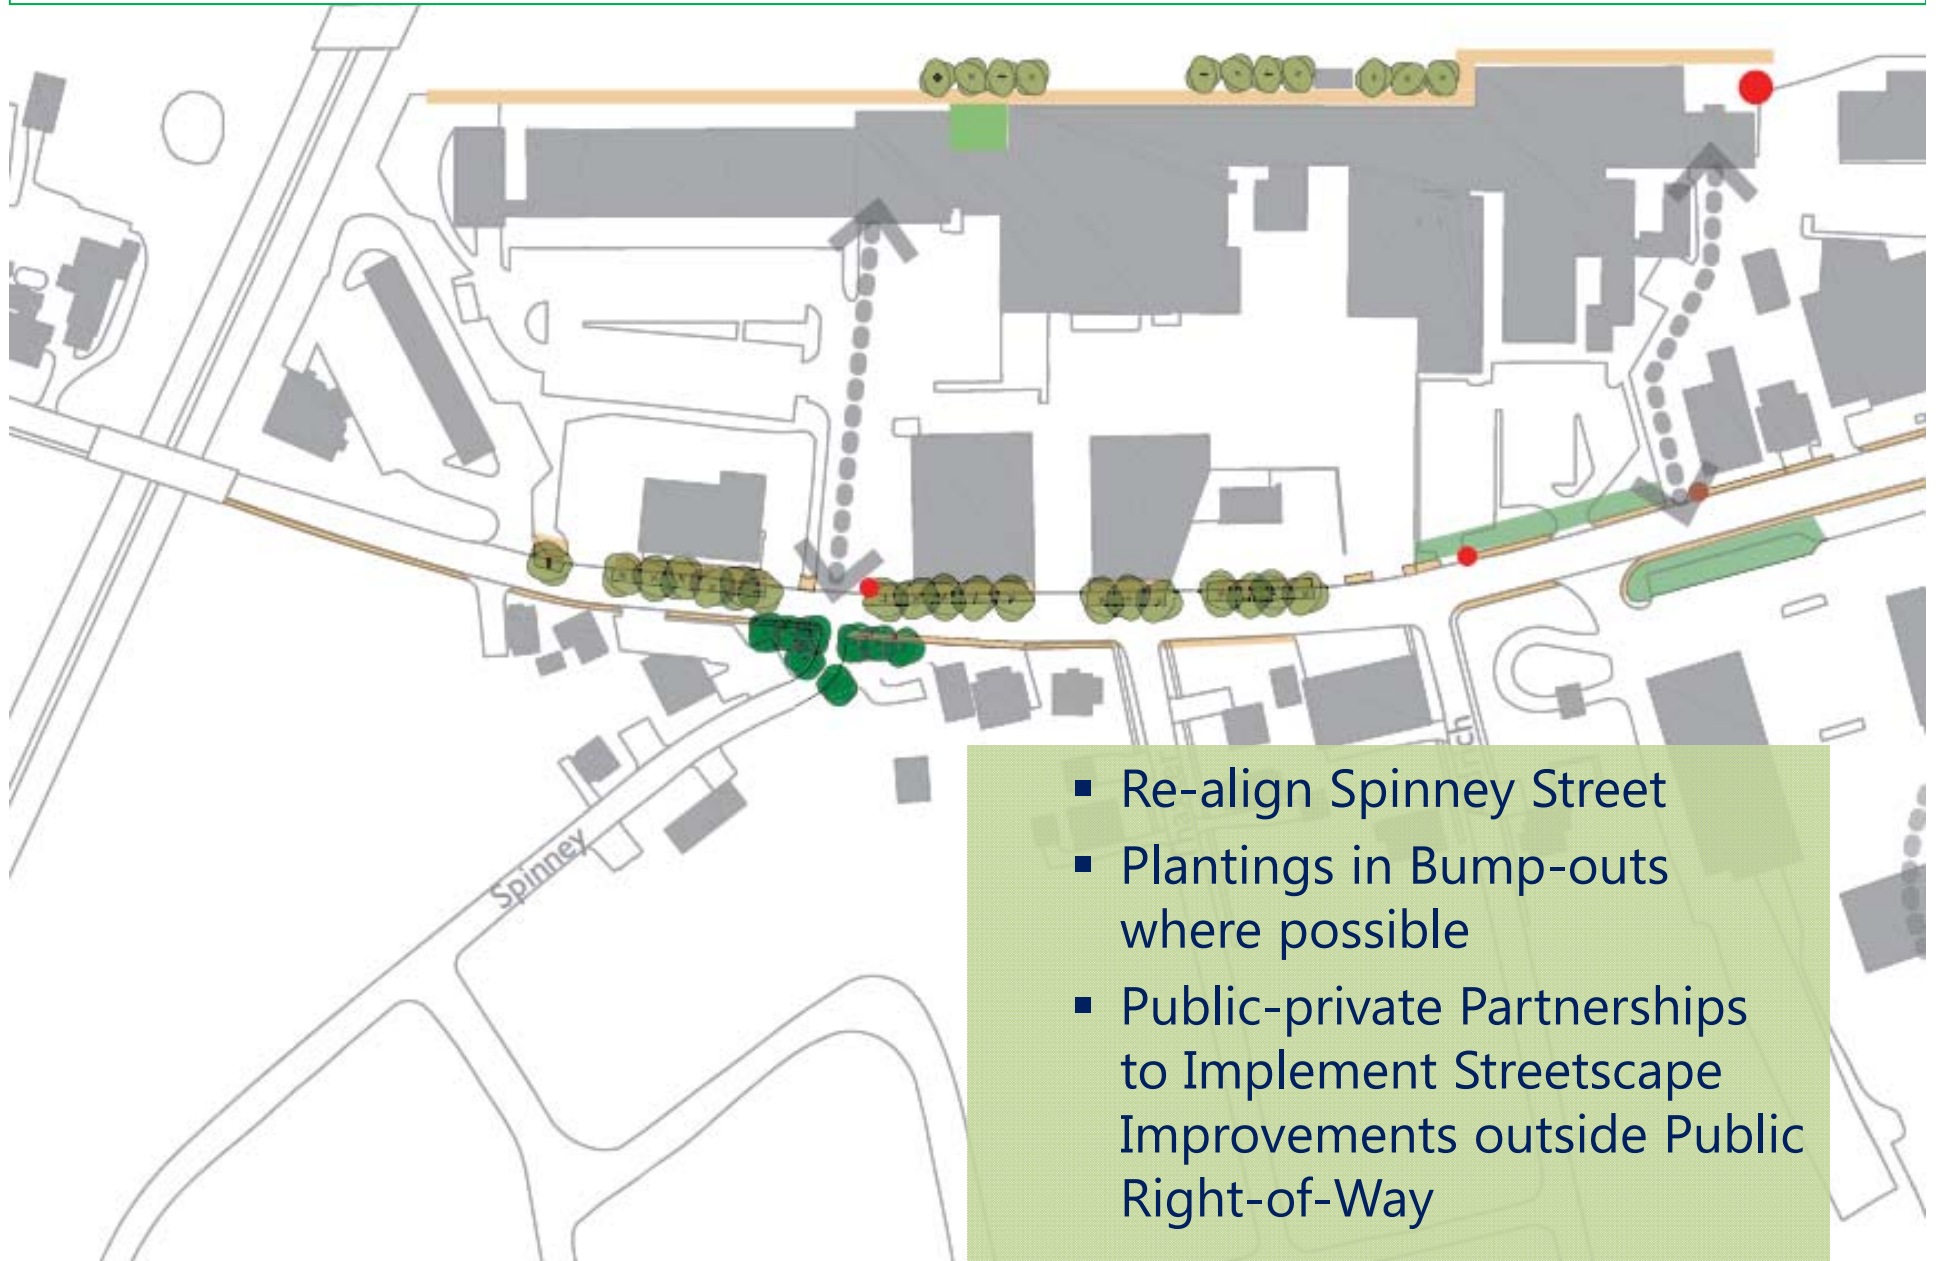 Spinney
▪ Re-align Spinney Street
▪ Plantings in Bump-outs
where possible
▪ Public-private Partnerships
to Implement Streetscape
Improvements outside Public
Right-of-Way